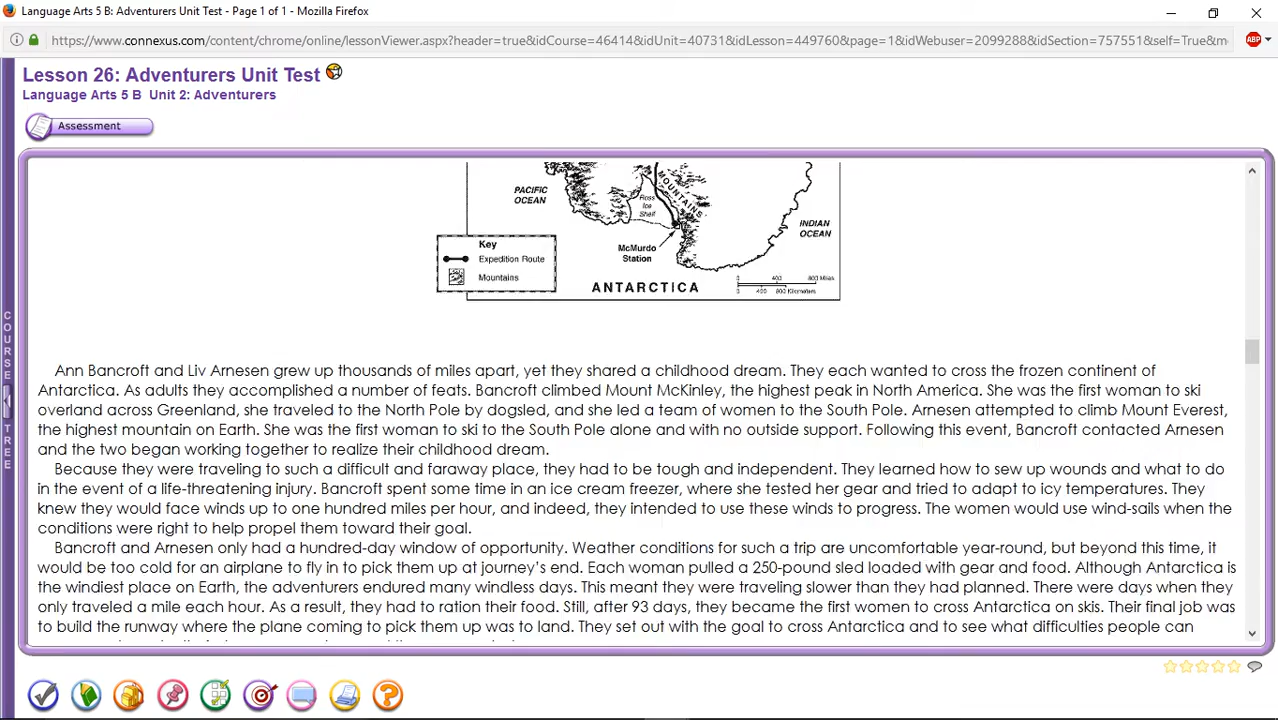 Language Arts 5 B: Adventurers Unit Test - Page 1 of 1 - Mozilla Firefox
https://www.connexus.com/content/chrome/online/lessonViewer.aspx?header=true&idCourse=46414&idUnit=40731&idLesson=449760&page=1&idWebuser=2099288&idSection=757551&self=True&m
ABP
Lesson 26: Adventurers Unit Test
Language Arts 5 B Unit 2: Adventurers
Assessment
COURSE TREE
PACIFIC
OCEAN
MOUNTAINS
Ross
Ice
Shelf
INDIAN
OCEAN
McMurdo
Station
Key
Expedition Route
Mountains
ANTARCTICA
0 400 800 Miles
0 400 800 Kilometers
Ann Bancroft and Liv Arnesen grew up thousands of miles apart, yet they shared a childhood dream. They each wanted to cross the frozen continent of
Antarctica. As adults they accomplished a number of feats. Bancroft climbed Mount McKinley, the highest peak in North America. She was the first woman to ski
overland across Greenland, she traveled to the North Pole by dogsled, and she led a team of women to the South Pole. Arnesen attempted to climb Mount Everest,
the highest mountain on Earth. She was the first woman to ski to the South Pole alone and with no outside support. Following this event, Bancroft contacted Arnesen
and the two began working together to realize their childhood dream.
Because they were traveling to such a difficult and faraway place, they had to be tough and independent. They learned how to sew up wounds and what to do
in the event of a life-threatening injury. Bancroft spent some time in an ice cream freezer, where she tested her gear and tried to adapt to icy temperatures. They
knew they would face winds up to one hundred miles per hour, and indeed, they intended to use these winds to progress. The women would use wind-sails when the
conditions were right to help propel them toward their goal.
Bancroft and Arnesen only had a hundred-day window of opportunity. Weather conditions for such a trip are uncomfortable year-round, but beyond this time, it
would be too cold for an airplane to fly in to pick them up at journey's end. Each woman pulled a 250-pound sled loaded with gear and food. Although Antarctica is
the windiest place on Earth, the adventurers endured many windless days. This meant they were traveling slower than they had planned. There were days when they
only traveled a mile each hour. As a result, they had to ration their food. Still, after 93 days, they became the first women to cross Antarctica on skis. Their final job was
to build the runway where the plane coming to pick them up was to land. They set out with the goal to cross Antarctica and to see what difficulties people can